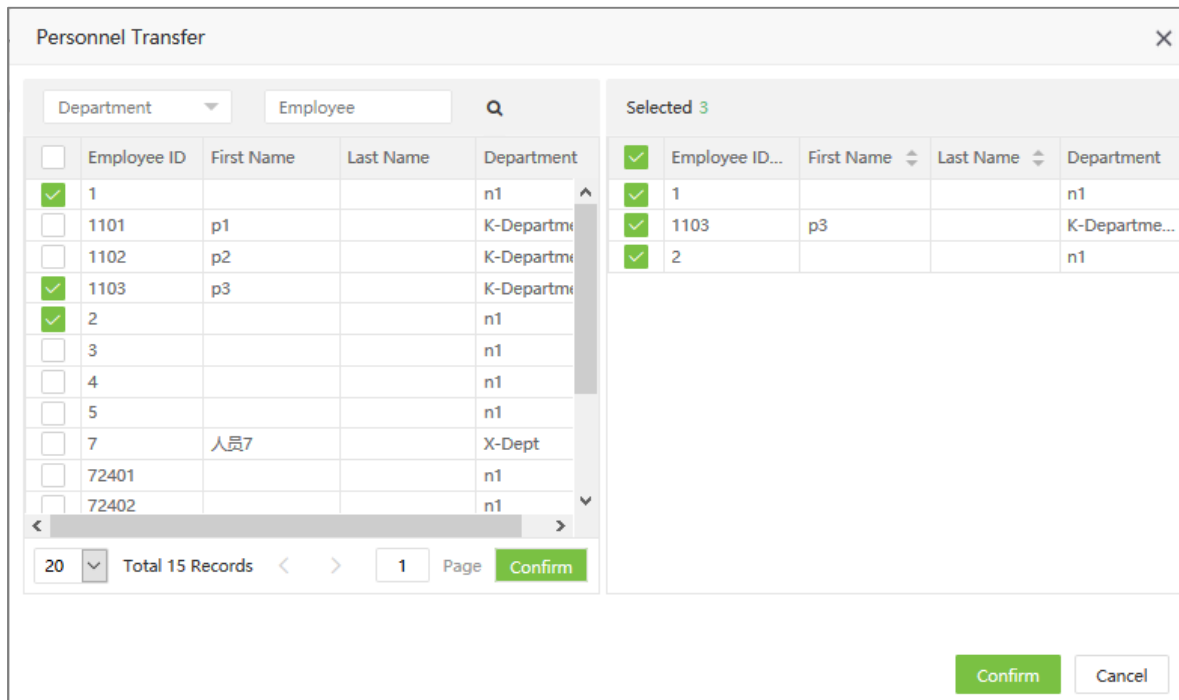 Personnel Transfer
Department Employee
Employee ID First Name Last Name Department
1 n1
1101 p1 K-Departme
1102 p2 K-Departme
1103 p3 K-Departme
2 n1
3 n1
4 n1
5 n1
7 人员7 X-Dept
72401 n1
72402 n1
20 Total 15 Records 1 Page Confirm
Selected 3
Employee ID... First Name Last Name Department
1 n1
1103 p3 K-Departme...
2 n1
Confirm Cancel